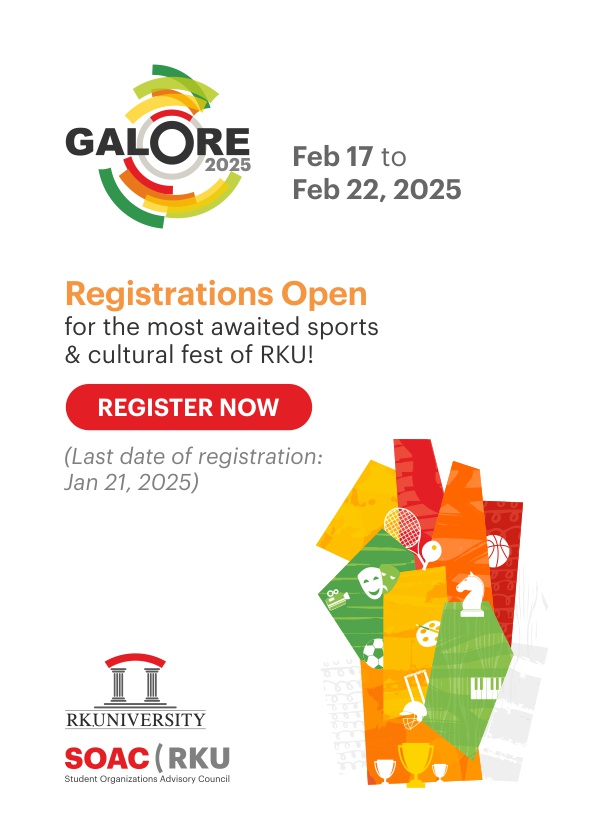 GALORE
2025
Feb 17 to
Feb 22, 2025
Registrations Open
for the most awaited sports
& cultural fest of RKU!
REGISTER NOW
(Last date of registration:
Jan 21, 2025)
RKUNIVERSITY
SOAC(RKU
Student Organizations Advisory Council